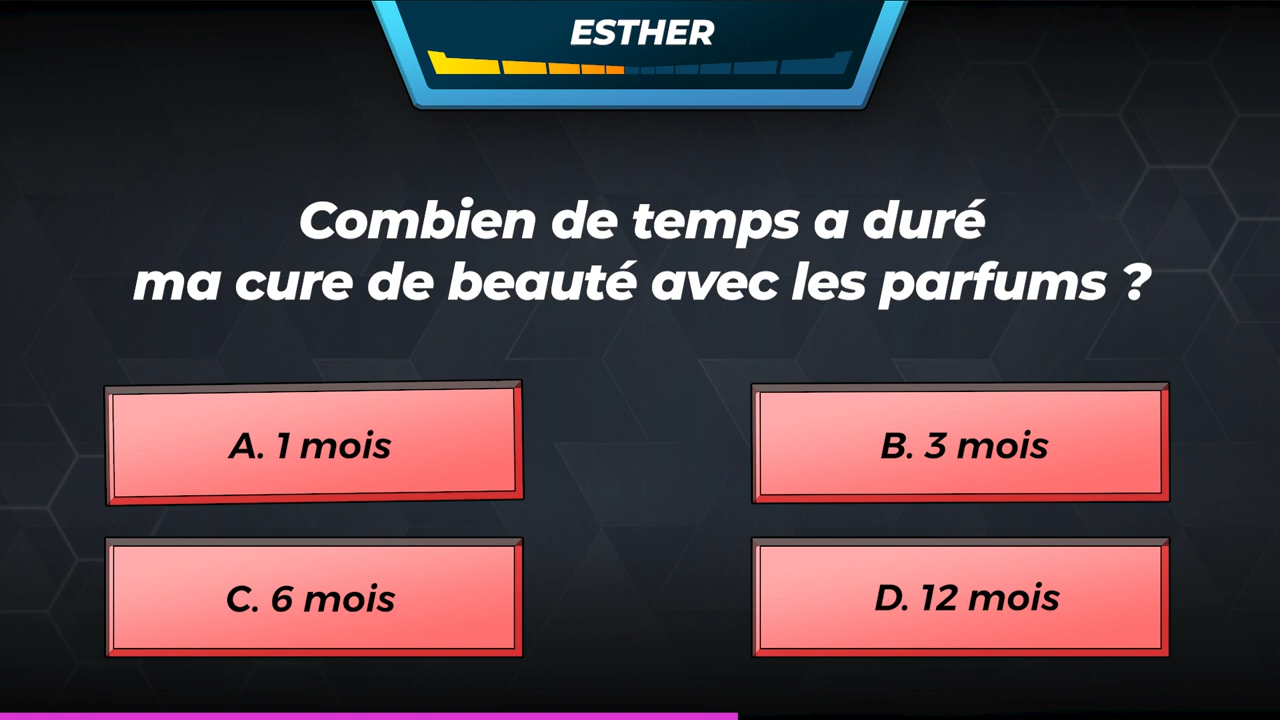 ESTHER
Combien de temps a duré
ma cure de beauté avec les parfums ?
A. 1 mois
B. 3 mois
C. 6 mois
D. 12 mois